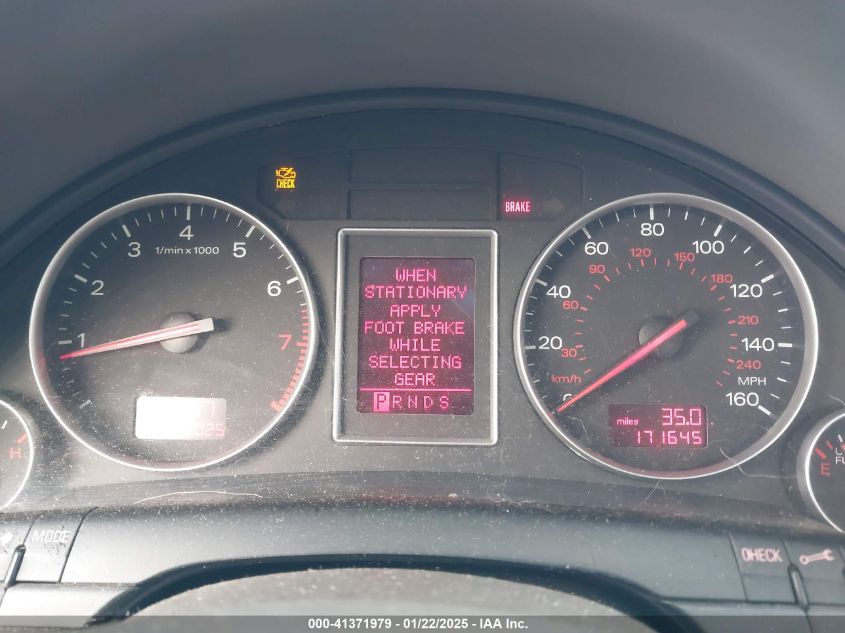 CHECK
BRAKE
1 2 3 4 5 6 7
1/min x 1000
WHEN
STATIONARY
APPLY
FOOT BRAKE
WHILE
SELECTING
GEAR
P R N D S
20 40 60 80 100 120 140 160
30 60 90 120 150 180 210 240
km/h
MPH
miles 35.0
171645
H
E
MODE
CHECK
000-41371979 - 01/22/2025 - IAA Inc.